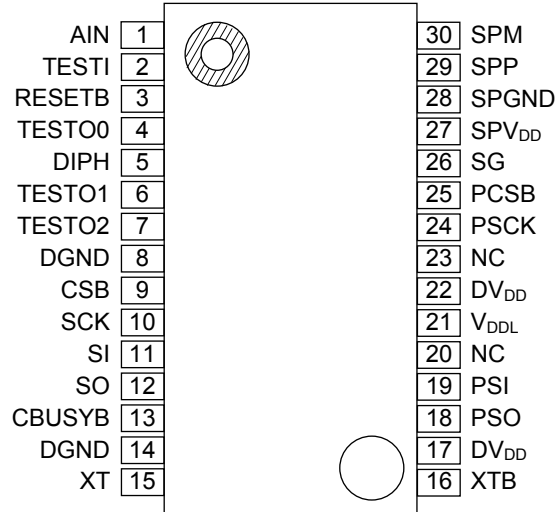 AIN 1 30 SPM
TESTI 2 29 SPP
RESETB 3 28 SPGND
TESTO0 4 27 SPVDD
DIPH 5 26 SG
TESTO1 6 25 PCSB
TESTO2 7 24 PSCK
DGND 8 23 NC
CSB 9 22 DVDD
SCK 10 21 VDDL
SI 11 20 NC
SO 12 19 PSI
CBUSYB 13 18 PSO
DGND 14 17 DVDD
XT 15 16 XTB